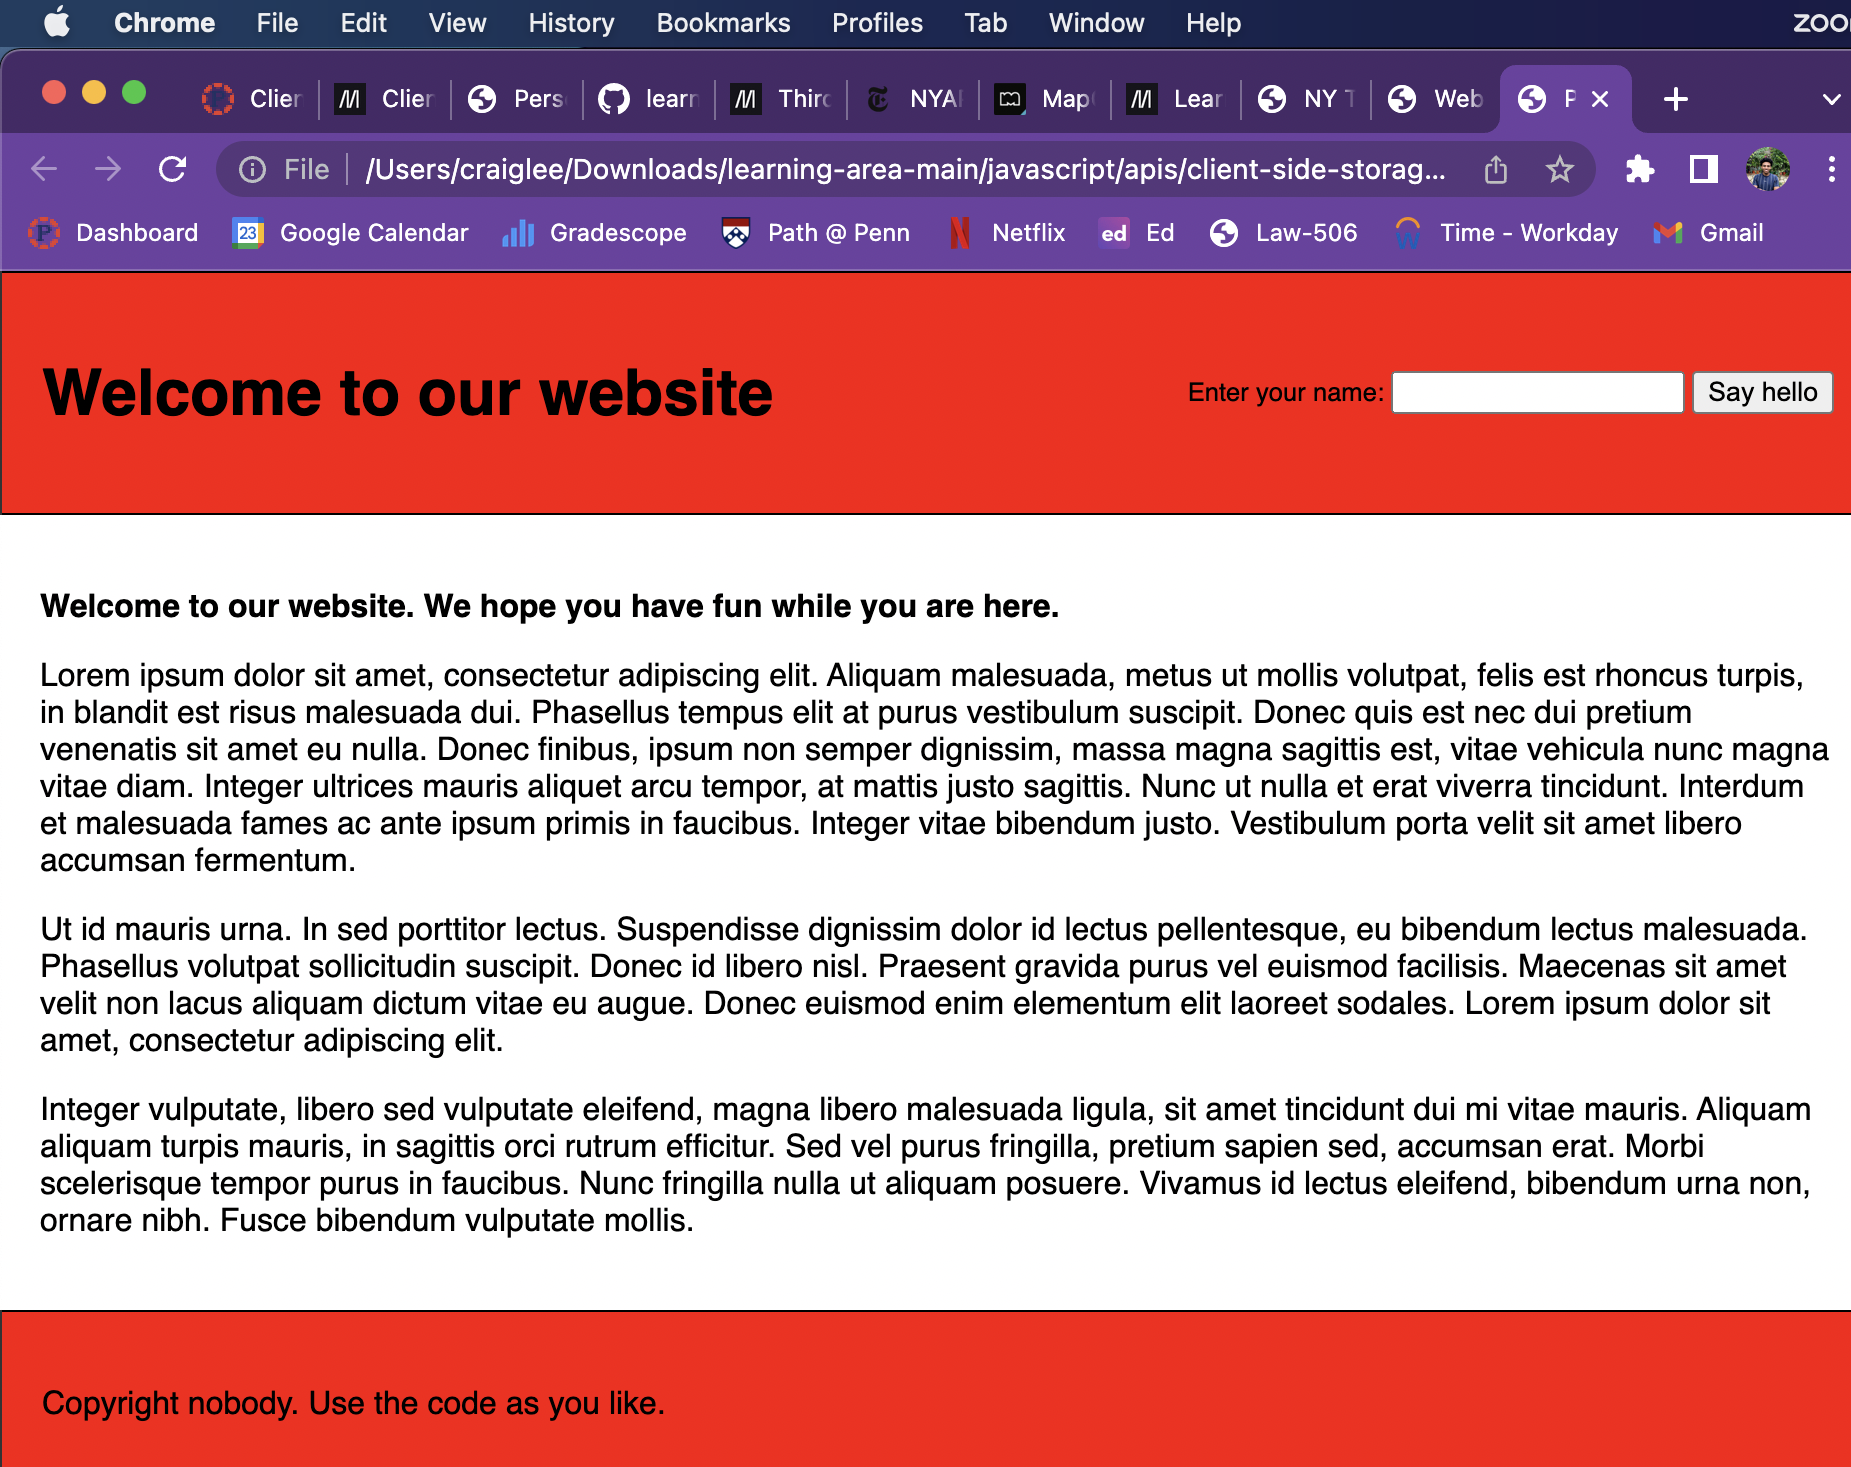 Chrome File Edit View History Bookmarks Profiles Tab Window Help
Clien Clien Pers learn Third NYAI Map Lear NY T Web P
File /Users/craiglee/Downloads/learning-area-main/javascript/apis/client-side-storag...
Dashboard 23 Google Calendar Gradescope Path @ Penn Netflix ed Ed Law-506 Time - Workday Gmail
Welcome to our website
Enter your name: Say hello
Welcome to our website. We hope you have fun while you are here.
Lorem ipsum dolor sit amet, consectetur adipiscing elit. Aliquam malesuada, metus ut mollis volutpat, felis est rhoncus turpis,
in blandit est risus malesuada dui. Phasellus tempus elit at purus vestibulum suscipit. Donec quis est nec dui pretium
venenatis sit amet eu nulla. Donec finibus, ipsum non semper dignissim, massa magna sagittis est, vitae vehicula nunc magna
vitae diam. Integer ultrices mauris aliquet arcu tempor, at mattis justo sagittis. Nunc ut nulla et erat viverra tincidunt. Interdum
et malesuada fames ac ante ipsum primis in faucibus. Integer vitae bibendum justo. Vestibulum porta velit sit amet libero
accumsan fermentum.
Ut id mauris urna. In sed porttitor lectus. Suspendisse dignissim dolor id lectus pellentesque, eu bibendum lectus malesuada.
Phasellus volutpat sollicitudin suscipit. Donec id libero nisl. Praesent gravida purus vel euismod facilisis. Maecenas sit amet
velit non lacus aliquam dictum vitae eu augue. Donec euismod enim elementum elit laoreet sodales. Lorem ipsum dolor sit
amet, consectetur adipiscing elit.
Integer vulputate, libero sed vulputate eleifend, magna libero malesuada ligula, sit amet tincidunt dui mi vitae mauris. Aliquam
aliquam turpis mauris, in sagittis orci rutrum efficitur. Sed vel purus fringilla, pretium sapien sed, accumsan erat. Morbi
scelerisque tempor purus in faucibus. Nunc fringilla nulla ut aliquam posuere. Vivamus id lectus eleifend, bibendum urna non,
ornare nibh. Fusce bibendum vulputate mollis.
Copyright nobody. Use the code as you like.